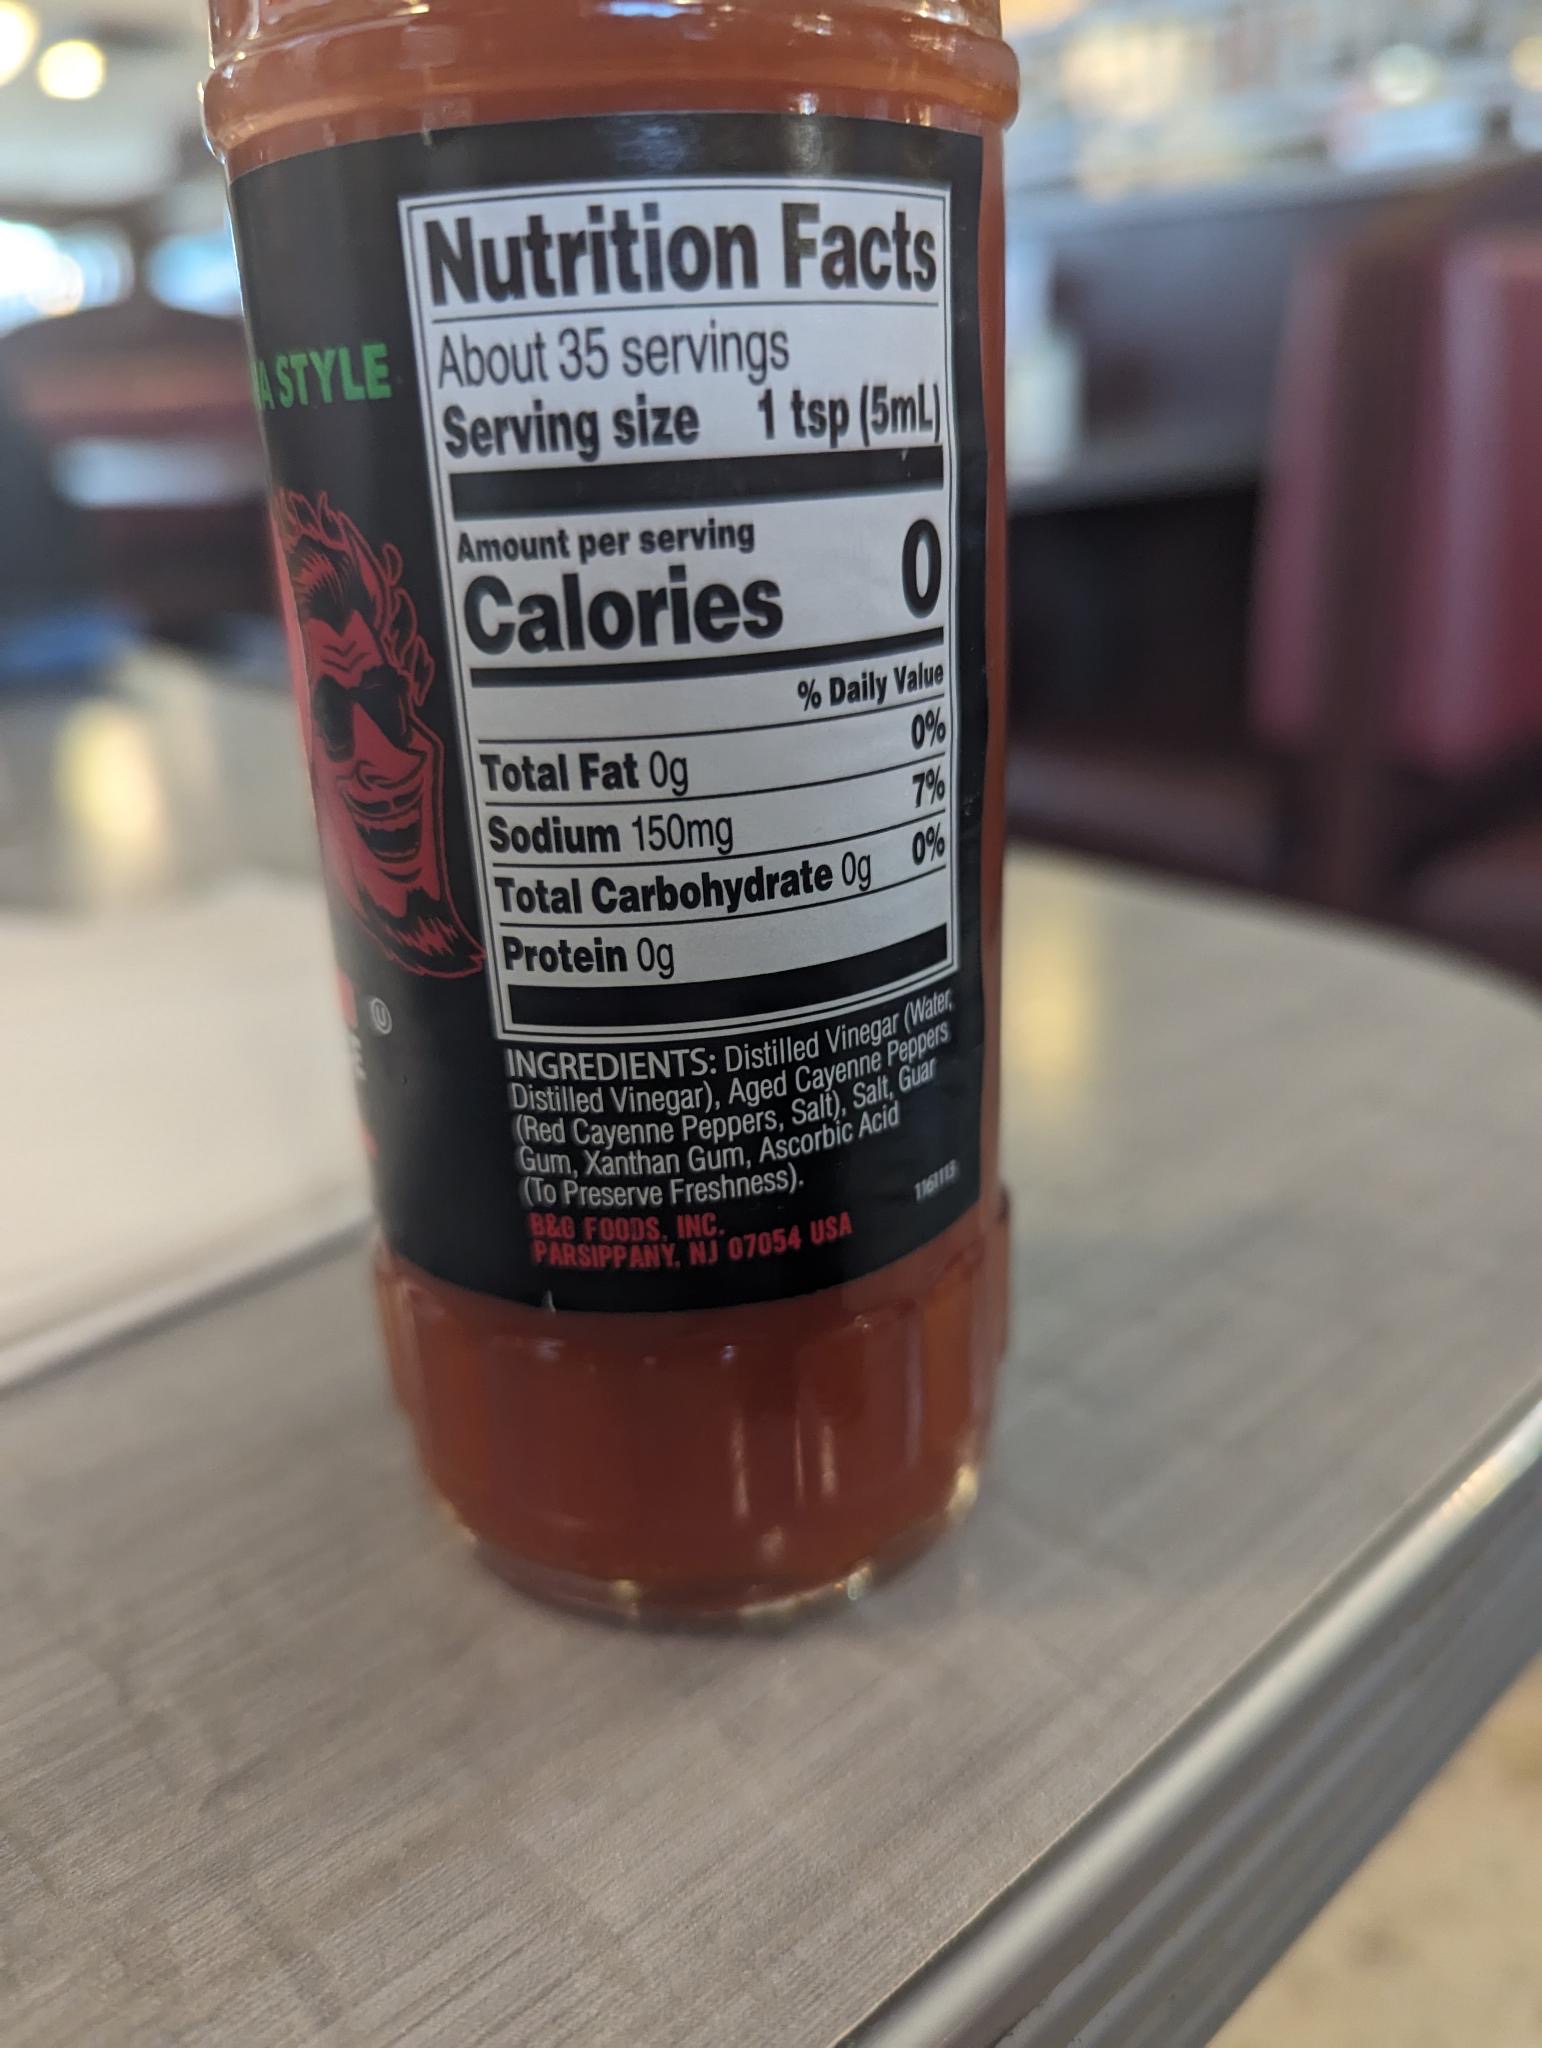 STYLE
Nutrition Facts
About 35 servings
Serving size 1 tsp (5mL)
Amount per serving
Calories 0
% Daily Value
Total Fat 0g 0%
Sodium 150mg 7%
Total Carbohydrate 0g 0%
Protein 0g
U
INGREDIENTS: Distilled Vinegar (Water,
Distilled Vinegar), Aged Cayenne Peppers
(Red Cayenne Peppers, Salt), Salt, Guar
Gum, Xanthan Gum, Ascorbic Acid
(To Preserve Freshness).
1161113
B&G FOODS, INC.
PARSIPPANY, NJ 07054 USA